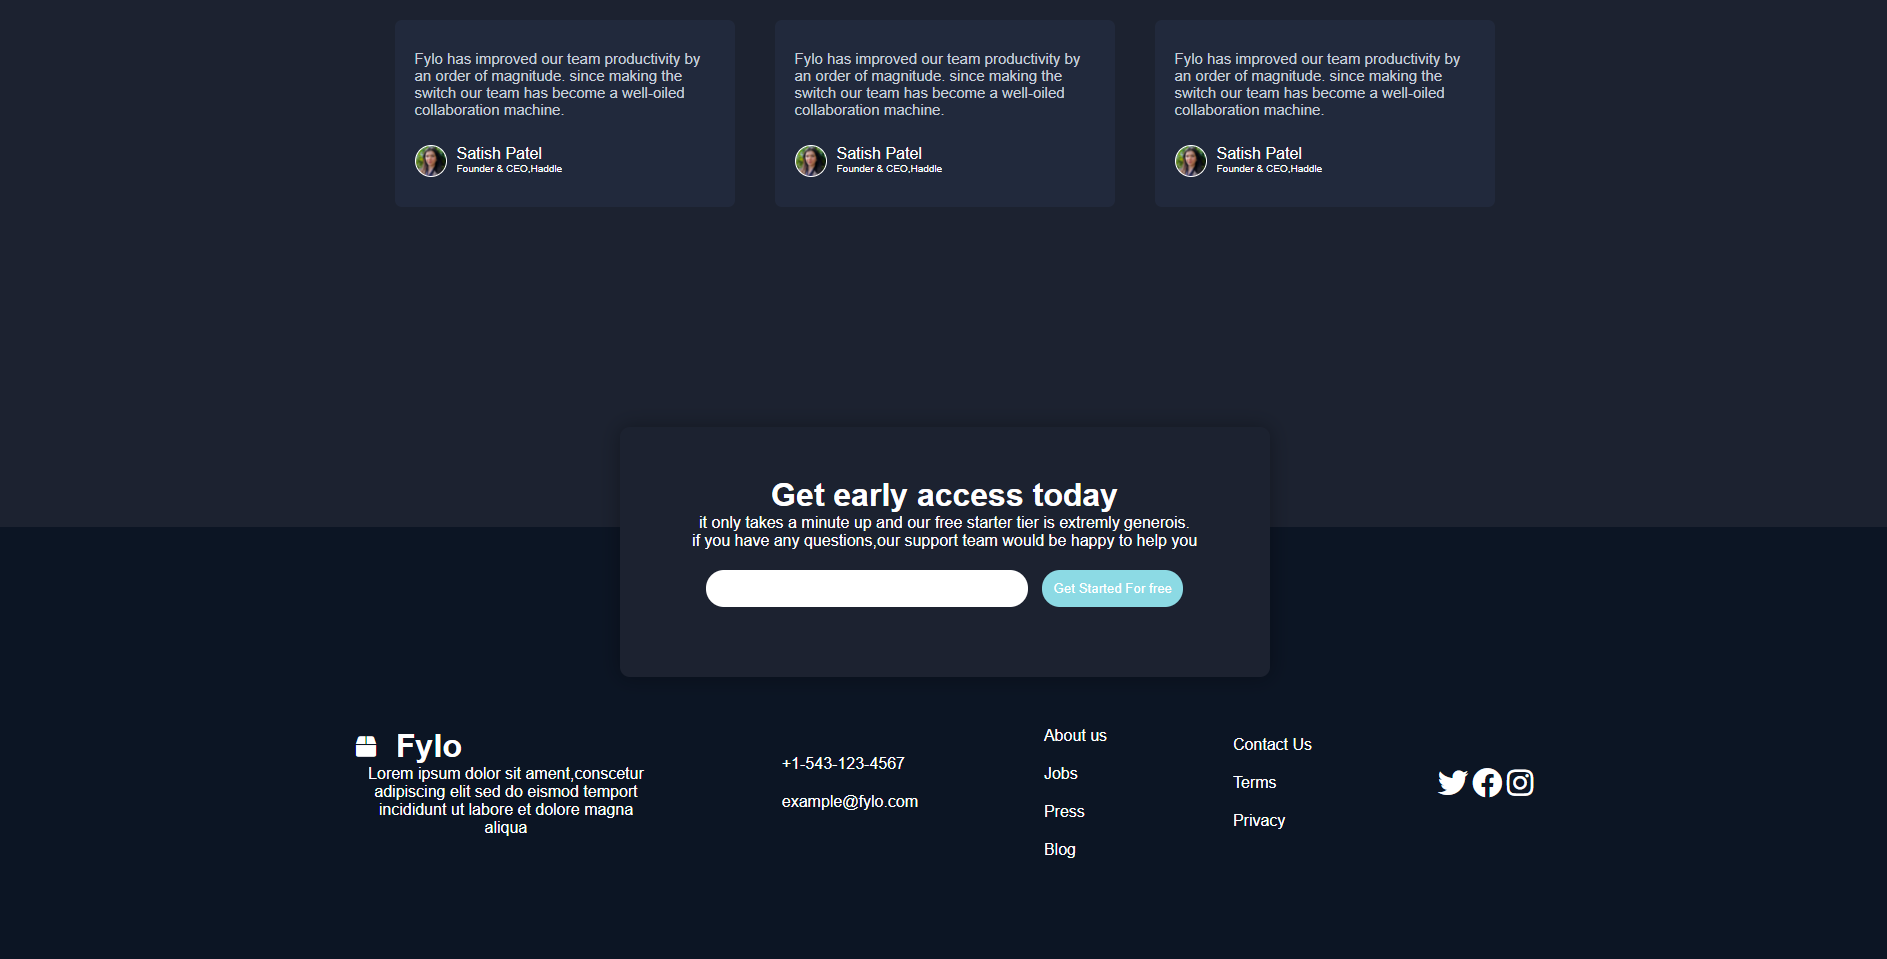 Fylo has improved our team productivity by
an order of magnitude. since making the
switch our team has become a well-oiled
collaboration machine.
Satish Patel
Founder & CEO,Haddle
Fylo has improved our team productivity by
an order of magnitude. since making the
switch our team has become a well-oiled
collaboration machine.
Satish Patel
Founder & CEO,Haddle
Fylo has improved our team productivity by
an order of magnitude. since making the
switch our team has become a well-oiled
collaboration machine.
Satish Patel
Founder & CEO,Haddle
Get early access today
it only takes a minute up and our free starter tier is extremly generois.
if you have any questions,our support team would be happy to help you
Get Started For free
Fylo
Lorem ipsum dolor sit ament,conscetur
adipiscing elit sed do eismod temport
incididunt ut labore et dolore magna
aliqua
+1-543-123-4567
example@fylo.com
About us
Jobs
Press
Blog
Contact Us
Terms
Privacy